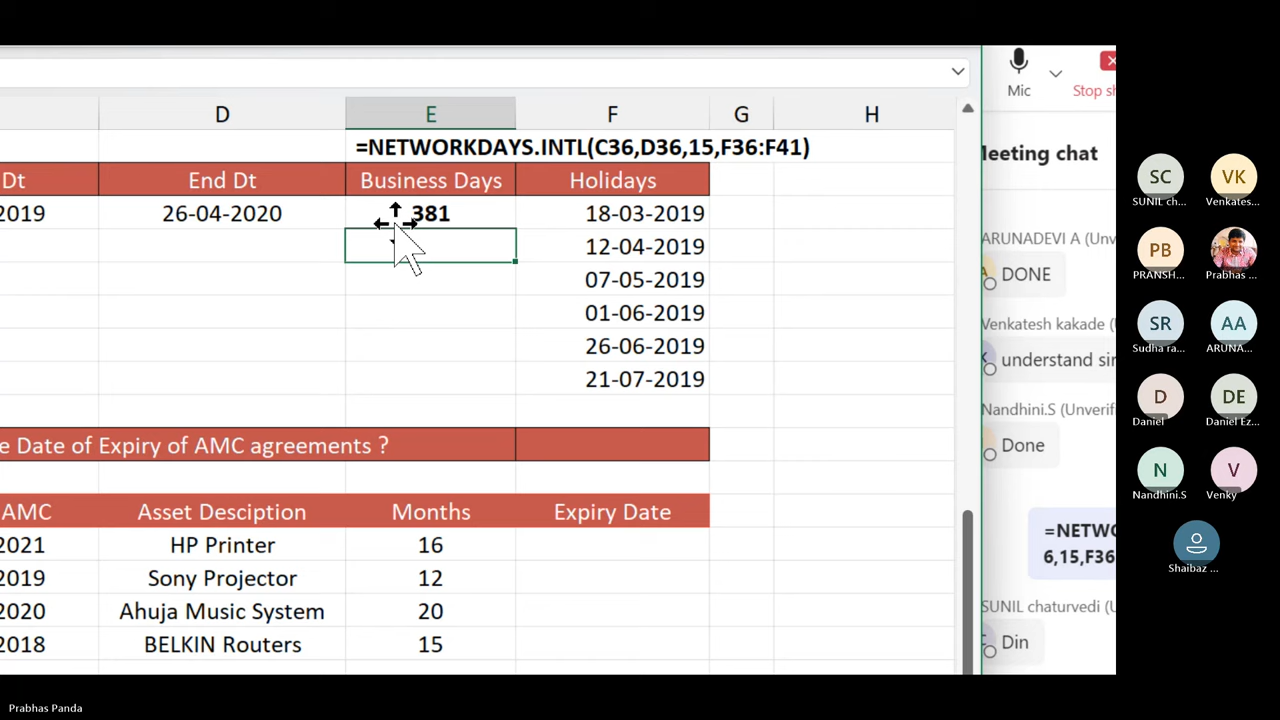 Mic
Stop sh
D E F G H
=NETWORKDAYS.INTL(C36,D36,15,F36:F41)
Meeting chat
Dt End Dt Business Days Holidays
2019 26-04-2020 381 18-03-2019
12-04-2019
07-05-2019
01-06-2019
26-06-2019
21-07-2019
e Date of Expiry of AMC agreements ?
AMC Asset Desciption Months Expiry Date
2021 HP Printer 16
2019 Sony Projector 12
2020 Ahuja Music System 20
2018 BELKIN Routers 15
ARUNADEVI A (Unv
DONE
Venkatesh kakade (
understand sir
Nandhini.S (Unverif
Done
=NETWO
6,15,F36
SUNIL chaturvedi (U
Din
SC VK
SUNIL ch... Venkates...
PB
PRANSH... Prabhas ...
SR AA
Sudha ra... ARUNA...
D DE
Daniel Daniel Ez...
N V
Nandhini.S Venky
Shaibaz ...
Prabhas Panda